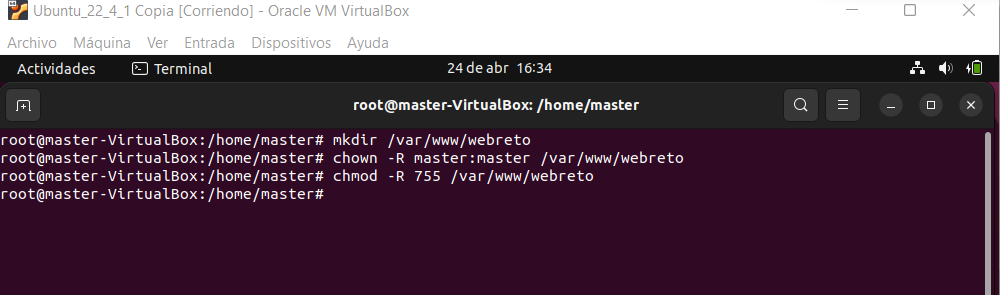 Ubuntu_22_4_1 Copia [Corriendo] - Oracle VM VirtualBox
Archivo Máquina Ver Entrada Dispositivos Ayuda
Actividades Terminal 24 de abr 16:34
root@master-VirtualBox: /home/master
root@master-VirtualBox:/home/master# mkdir /var/www/webreto
root@master-VirtualBox:/home/master# chown -R master:master /var/www/webreto
root@master-VirtualBox:/home/master# chmod -R 755 /var/www/webreto
root@master-VirtualBox:/home/master#